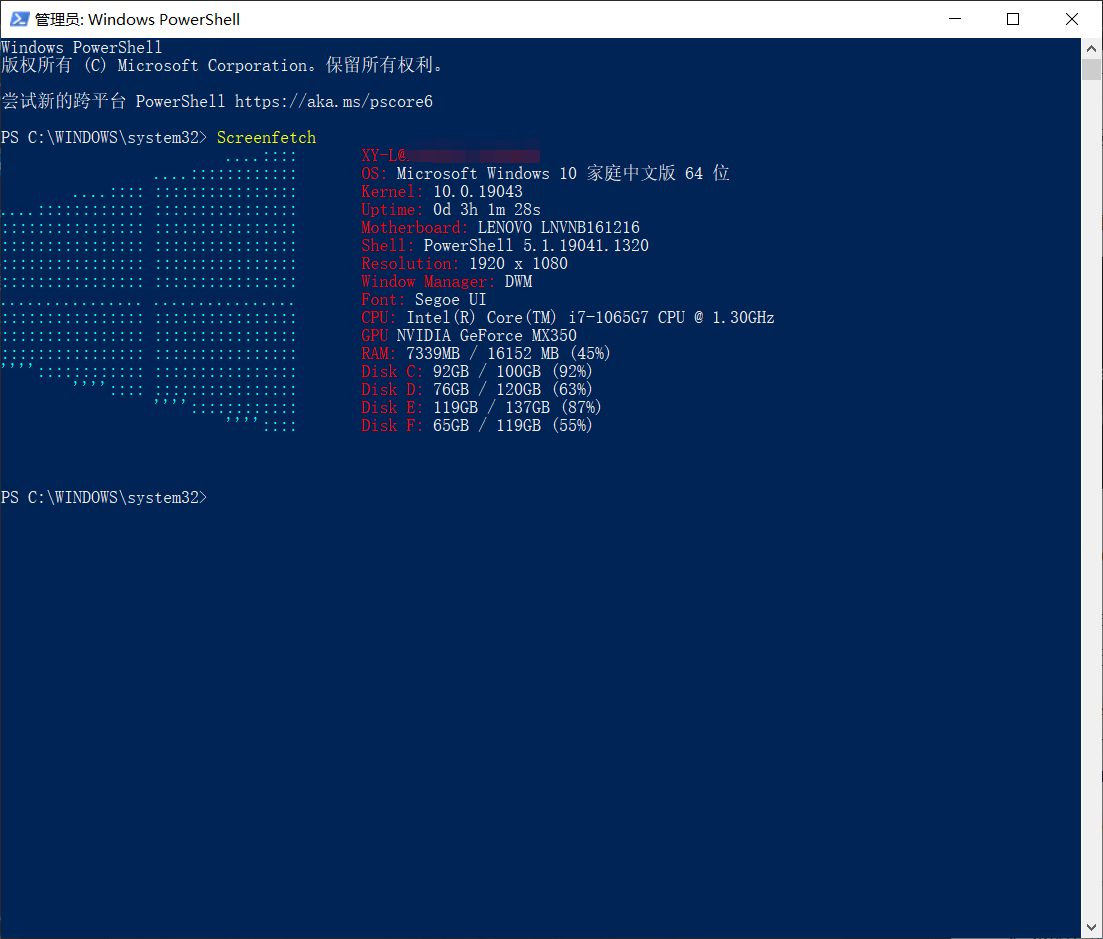 管理员: Windows PowerShell
Windows PowerShell
版权所有 (C) Microsoft Corporation。保留所有权利。
尝试新的跨平台 PowerShell https://aka.ms/pscore6
PS C:\WINDOWS\system32> Screenfetch
XY-L@
OS: Microsoft Windows 10 家庭中文版 64 位
Kernel: 10.0.19043
Uptime: 0d 3h 1m 28s
Motherboard: LENOVO LNVNB161216
Shell: PowerShell 5.1.19041.1320
Resolution: 1920 x 1080
Window Manager: DWM
Font: Segoe UI
CPU: Intel(R) Core(TM) i7-1065G7 CPU @ 1.30GHz
GPU NVIDIA GeForce MX350
RAM: 7339MB / 16152 MB (45%)
Disk C: 92GB / 100GB (92%)
Disk D: 76GB / 120GB (63%)
Disk E: 119GB / 137GB (87%)
Disk F: 65GB / 119GB (55%)
PS C:\WINDOWS\system32>